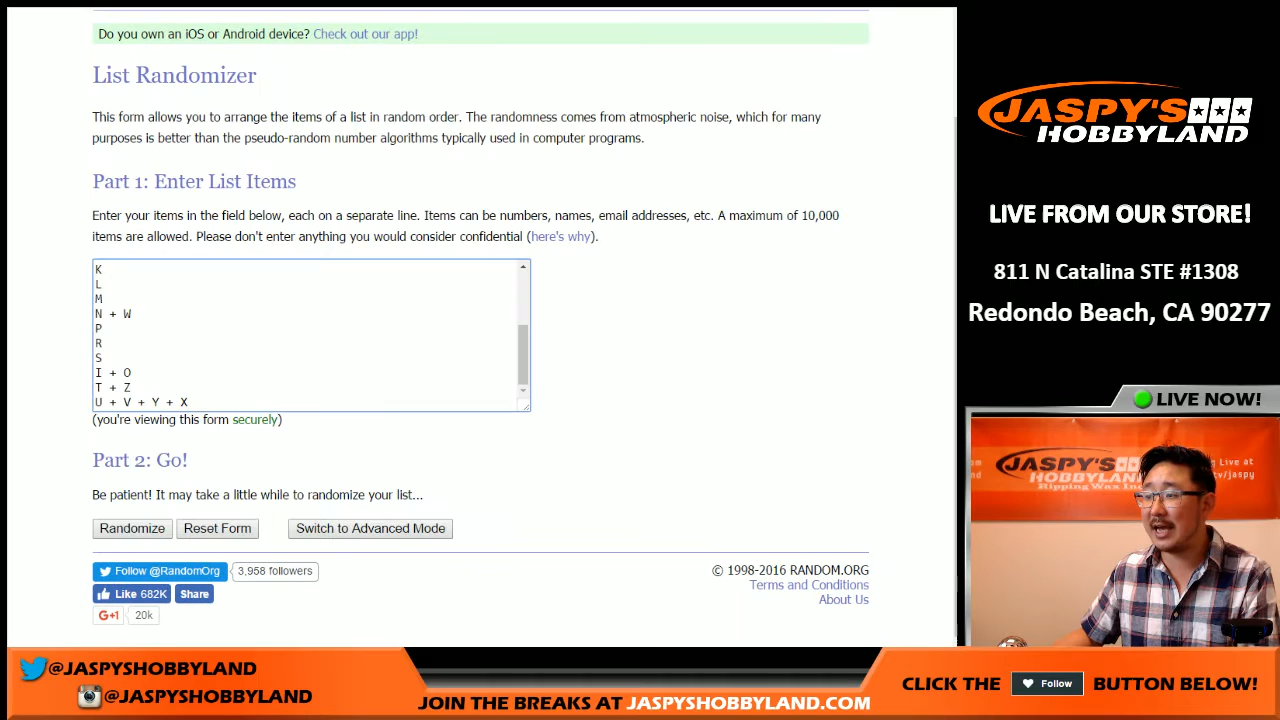 Do you own an iOS or Android device? Check out our app!
List Randomizer
This form allows you to arrange the items of a list in random order. The randomness comes from atmospheric noise, which for many
purposes is better than the pseudo-random number algorithms typically used in computer programs.
Part 1: Enter List Items
Enter your items in the field below, each on a separate line. Items can be numbers, names, email addresses, etc. A maximum of 10,000
items are allowed. Please don't enter anything you would consider confidential (here's why).
K
L
M
N + W
P
R
S
I + O
T + Z
U + V + Y + X
(you're viewing this form securely)
Part 2: Go!
Be patient! It may take a little while to randomize your list...
Randomize Reset Form Switch to Advanced Mode
Follow @RandomOrg 3,958 followers
Like 682K Share
G+1 20k
© 1998-2016 RANDOM.ORG
Terms and Conditions
About Us
JASPY'S
HOBBYLAND
LIVE FROM OUR STORE!
811 N Catalina STE #1308
Redondo Beach, CA 90277
LIVE NOW!
JASPY'S
HOBBYLAND
Ripping Wax
Live at
tv/jaspy
@JASPYSHOBBYLAND
@JASPYSHOBBYLAND
JOIN THE BREAKS AT JASPYSHOBBYLAND.COM
CLICK THE Follow BUTTON BELOW!